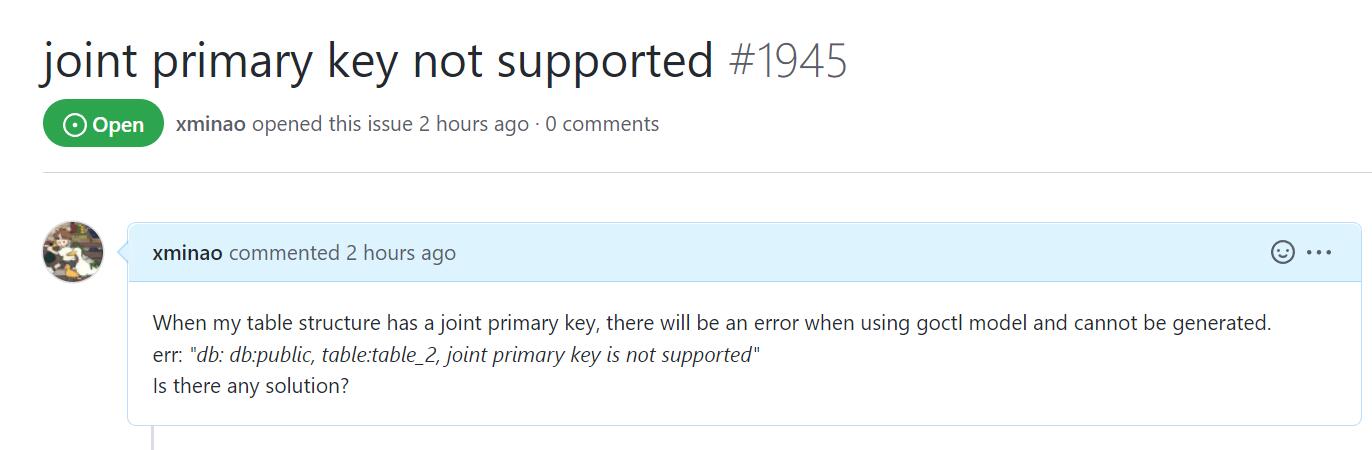 joint primary key not supported #1945
Open xminao opened this issue 2 hours ago · 0 comments
xminao commented 2 hours ago
When my table structure has a joint primary key, there will be an error when using goctl model and cannot be generated.
err: "db: db:public, table:table_2, joint primary key is not supported"
Is there any solution?